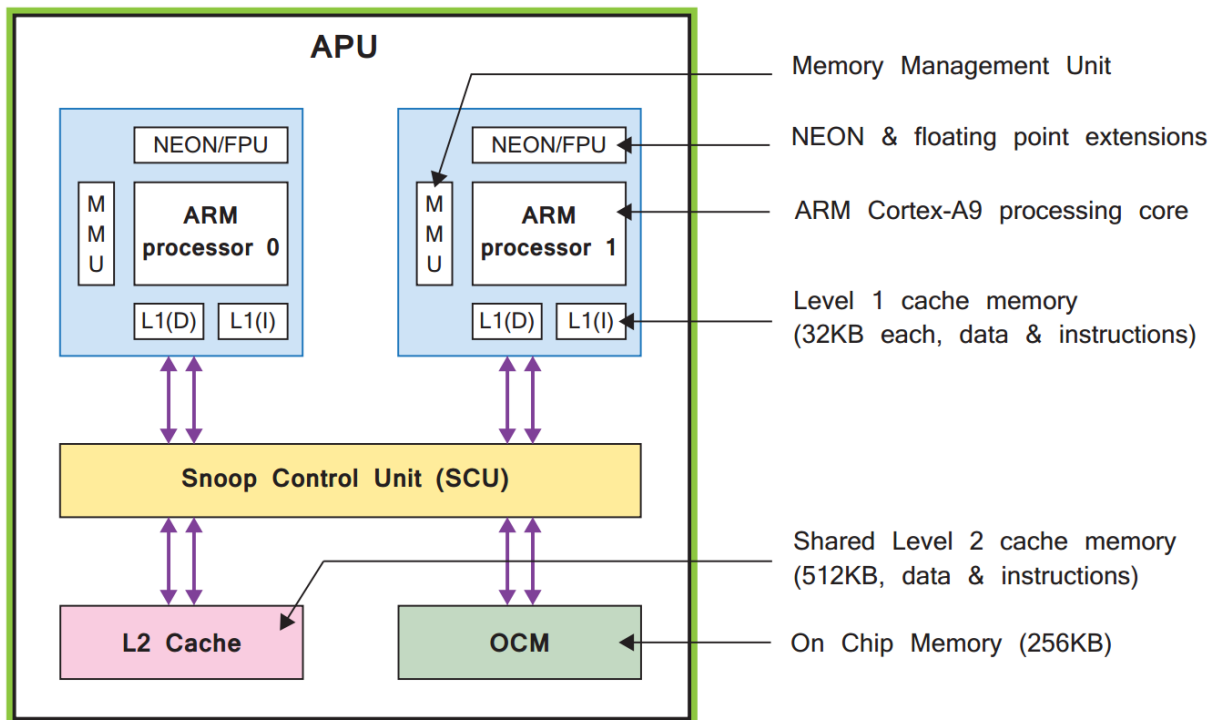 APU
NEON/FPU
M
M
U
ARM
processor 0
L1(D) L1(I)
NEON/FPU
M
M
U
ARM
processor 1
L1(D) L1(I)
Snoop Control Unit (SCU)
L2 Cache
OCM
Memory Management Unit
NEON & floating point extensions
ARM Cortex-A9 processing core
Level 1 cache memory
(32KB each, data & instructions)
Shared Level 2 cache memory
(512KB, data & instructions)
On Chip Memory (256KB)